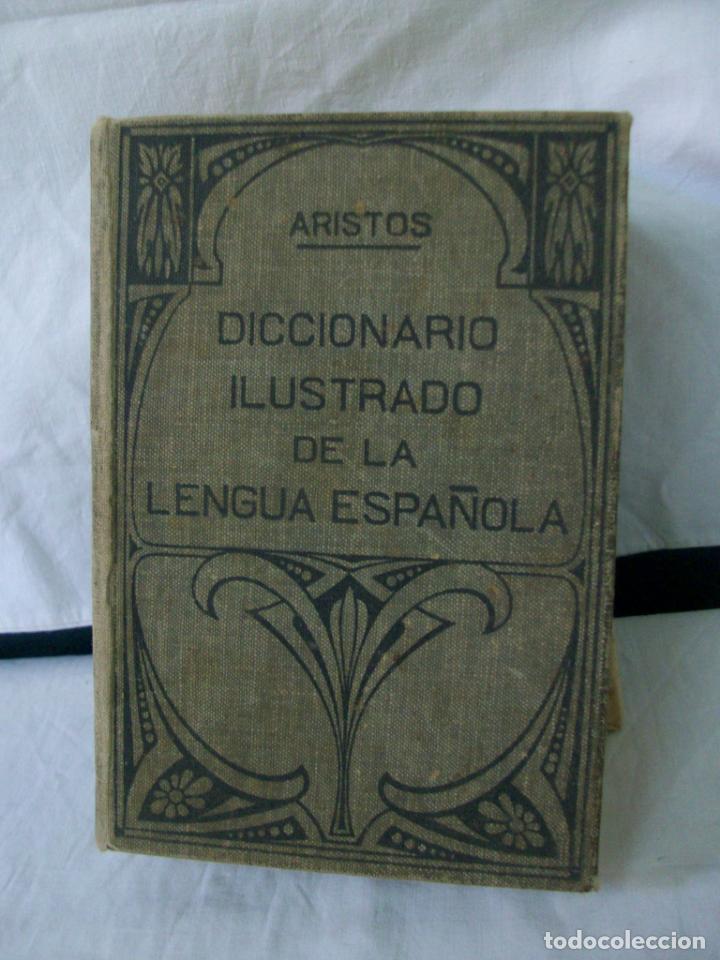 ARISTOS
DICCIONARIO
ILUSTRADO
DE LA
LENGUA ESPAÑOLA
todocoleccion